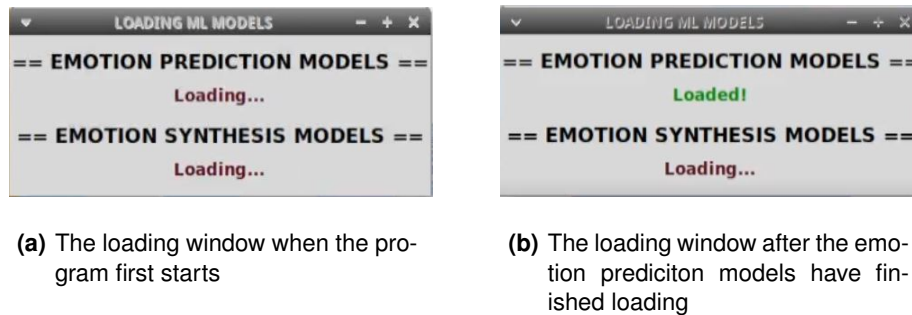 LOADING ML MODELS
== EMOTION PREDICTION MODELS ==
Loading...
== EMOTION SYNTHESIS MODELS ==
Loading...
(a) The loading window when the pro-
gram first starts
LOADING ML MODELS
== EMOTION PREDICTION MODELS ==
Loaded!
== EMOTION SYNTHESIS MODELS ==
Loading...
(b) The loading window after the emo-
tion prediciton models have fin-
ished loading